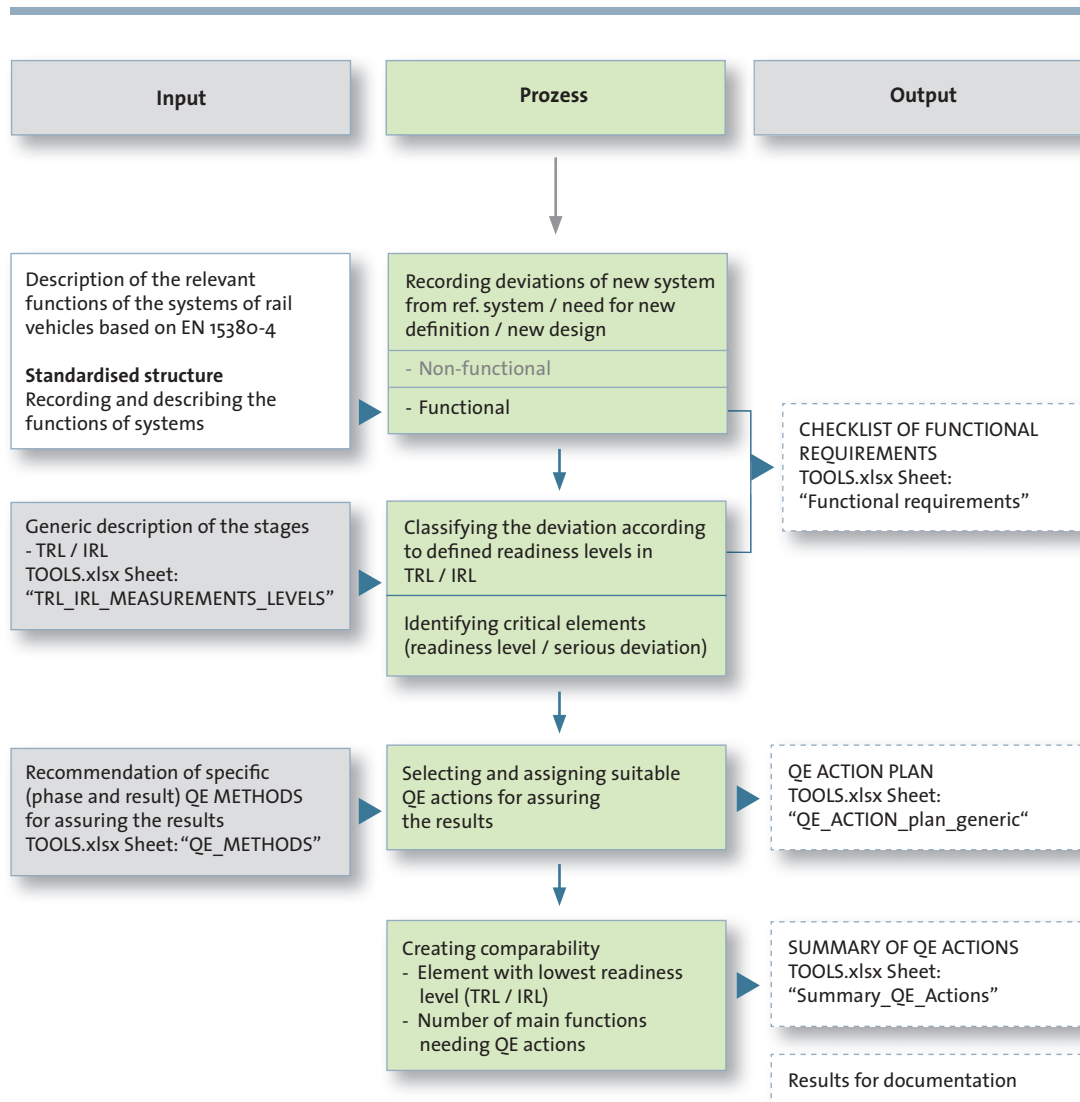 Input
Prozess
Output
Description of the relevant
functions of the systems of rail
vehicles based on EN 15380-4
Standardised structure
Recording and describing the
functions of systems
Recording deviations of new system
from ref. system / need for new
definition / new design
- Non-functional
- Functional
CHECKLIST OF FUNCTIONAL
REQUIREMENTS
TOOLS.xlsx Sheet:
“Functional requirements”
Generic description of the stages
- TRL / IRL
TOOLS.xlsx Sheet:
“TRL_IRL_MEASUREMENTS_LEVELS”
Classifying the deviation according
to defined readiness levels in
TRL / IRL
Identifying critical elements
(readiness level / serious deviation)
Recommendation of specific
(phase and result) QE METHODS
for assuring the results
TOOLS.xlsx Sheet: “QE_METHODS”
Selecting and assigning suitable
QE actions for assuring
the results
QE ACTION PLAN
TOOLS.xlsx Sheet:
“QE_ACTION_plan_generic“
Creating comparability
- Element with lowest readiness
level (TRL / IRL)
- Number of main functions
needing QE actions
SUMMARY OF QE ACTIONS
TOOLS.xlsx Sheet:
“Summary_QE_Actions”
Results for documentation